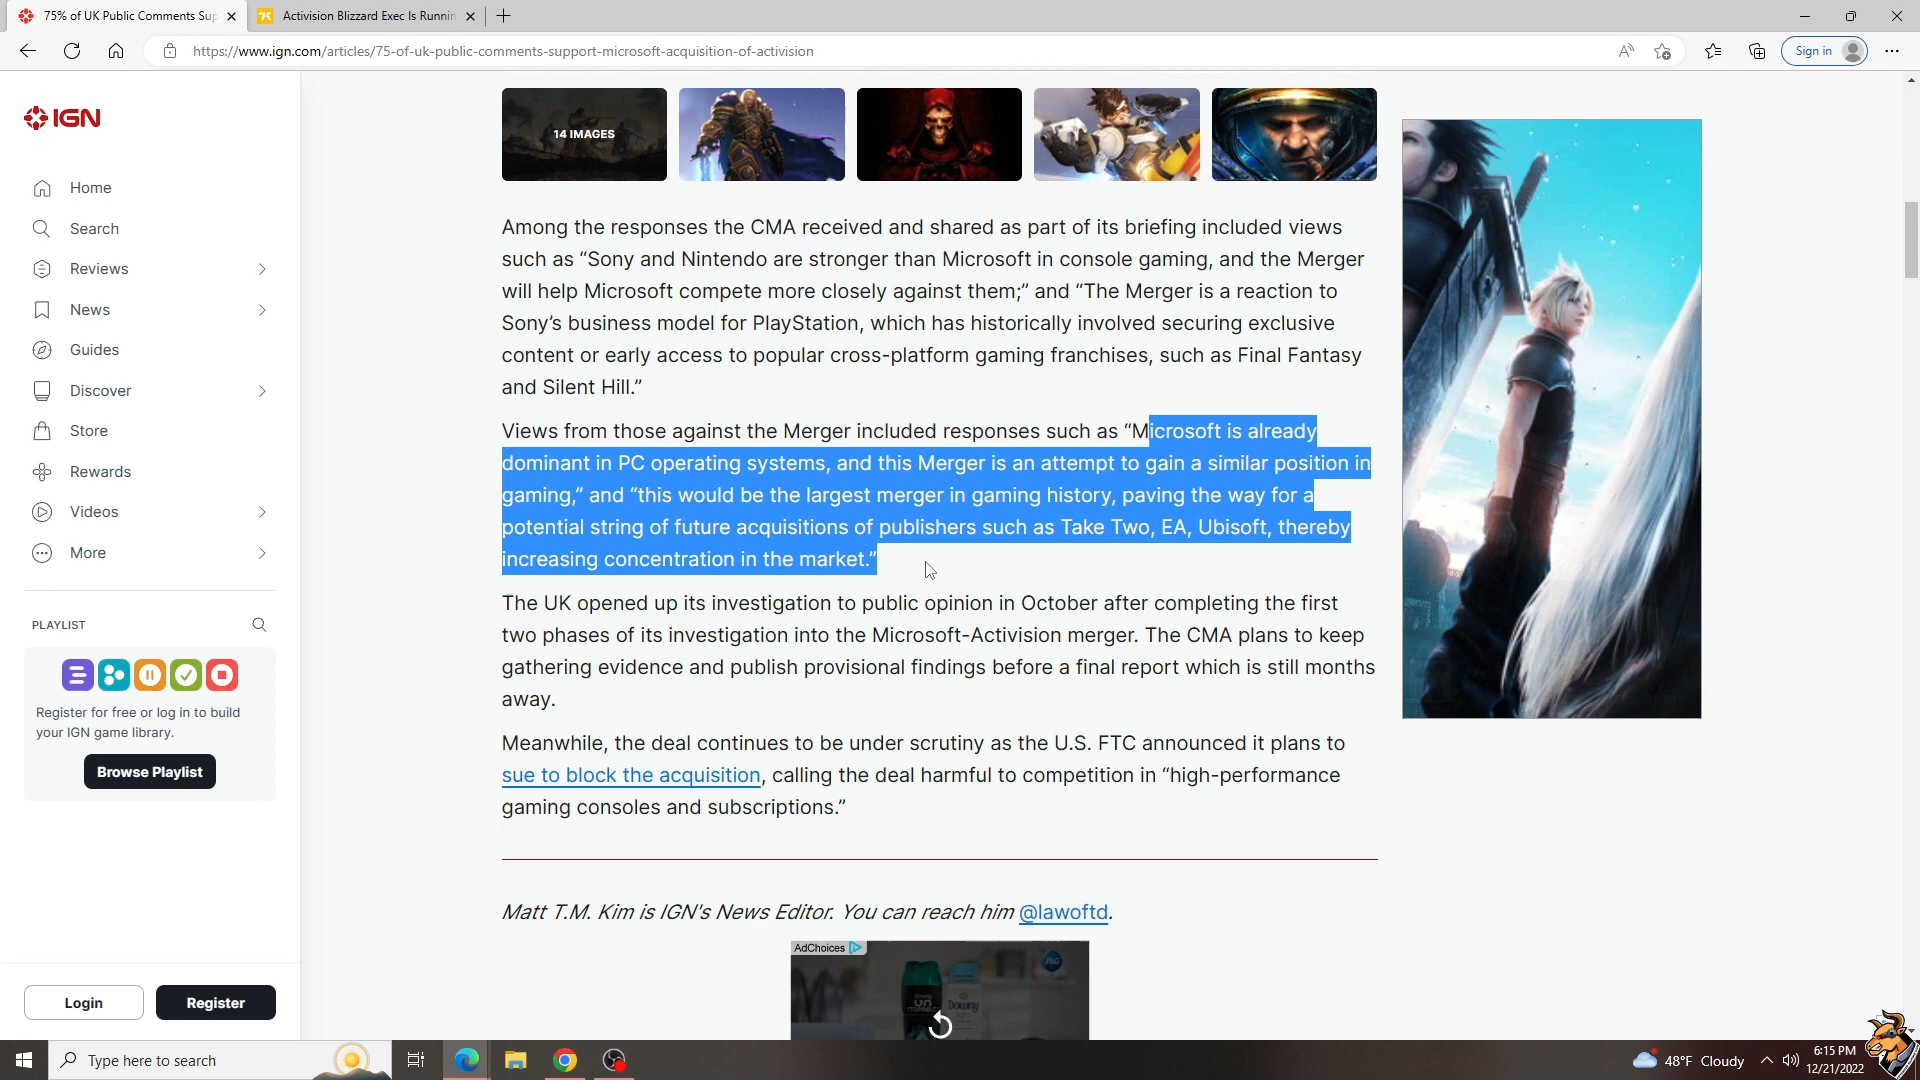 75% of UK Public Comments Sup
Activision Blizzard Exec Is Runnin
https://www.ign.com/articles/75-of-uk-public-comments-support-microsoft-acquisition-of-activision
Sign in
IGN
Home
Search
Reviews
News
Guides
Discover
Store
Rewards
Videos
More
PLAYLIST
Register for free or log in to build
your IGN game library.
Browse Playlist
Login
Register
14 IMAGES
Among the responses the CMA received and shared as part of its briefing included views
such as “Sony and Nintendo are stronger than Microsoft in console gaming, and the Merger
will help Microsoft compete more closely against them;” and “The Merger is a reaction to
Sony’s business model for PlayStation, which has historically involved securing exclusive
content or early access to popular cross-platform gaming franchises, such as Final Fantasy
and Silent Hill.”
Views from those against the Merger included responses such as “Microsoft is already
dominant in PC operating systems, and this Merger is an attempt to gain a similar position in
gaming,” and “this would be the largest merger in gaming history, paving the way for a
potential string of future acquisitions of publishers such as Take Two, EA, Ubisoft, thereby
increasing concentration in the market.”
The UK opened up its investigation to public opinion in October after completing the first
two phases of its investigation into the Microsoft-Activision merger. The CMA plans to keep
gathering evidence and publish provisional findings before a final report which is still months
away.
Meanwhile, the deal continues to be under scrutiny as the U.S. FTC announced it plans to
sue to block the acquisition, calling the deal harmful to competition in “high-performance
gaming consoles and subscriptions.”
Matt T.M. Kim is IGN's News Editor. You can reach him @lawoftd.
AdChoices
P&G
Downy
Type here to search
48°F Cloudy
6:15 PM
12/21/2022